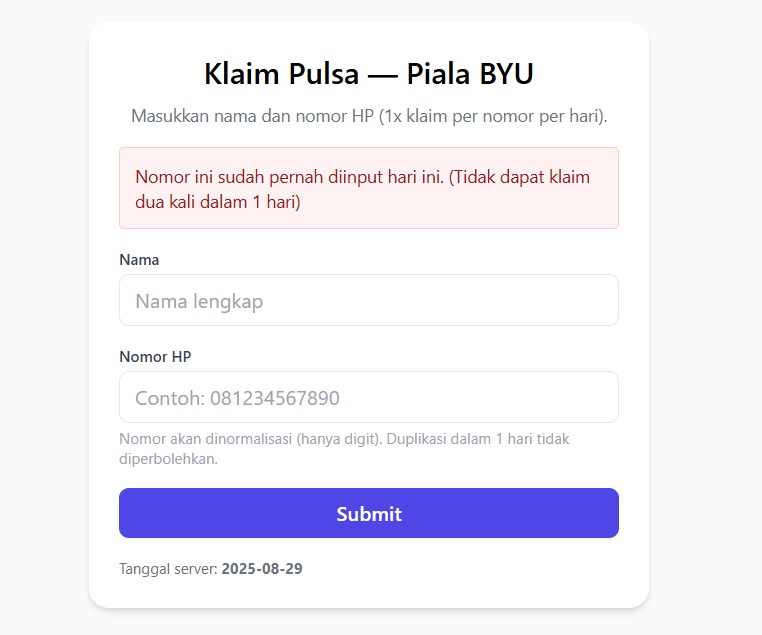 Klaim Pulsa — Piala BYU
Masukkan nama dan nomor HP (1x klaim per nomor per hari).
Nomor ini sudah pernah diinput hari ini. (Tidak dapat klaim
dua kali dalam 1 hari)
Nama
Nama lengkap
Nomor HP
Contoh: 081234567890
Nomor akan dinormalisasi (hanya digit). Duplikasi dalam 1 hari tidak
diperbolehkan.
Submit
Tanggal server: 2025-08-29